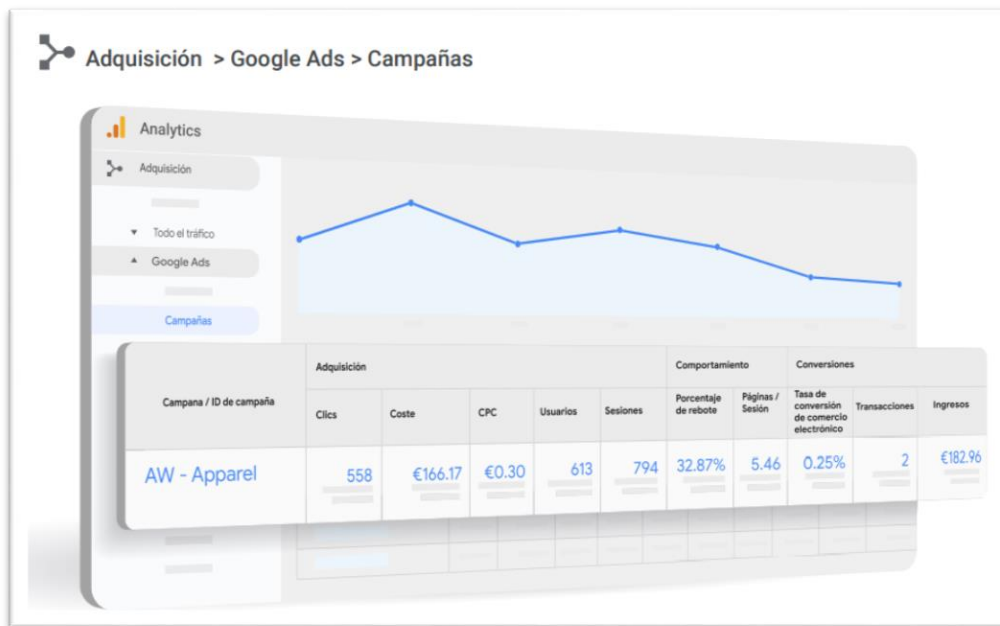 Adquisición > Google Ads > Campañas
Analytics
Adquisición
Todo el tráfico
Google Ads
Campañas
Adquisición Comportamiento Conversiones
Campana / ID de campaña Clics Coste CPC Usuarios Sesiones Porcentaje de rebote Páginas / Sesión Tasa de conversión de comercio electrónico Transacciones Ingresos
AW - Apparel 558 €166.17 €0.30 613 794 32.87% 5.46 0.25% 2 €182.96